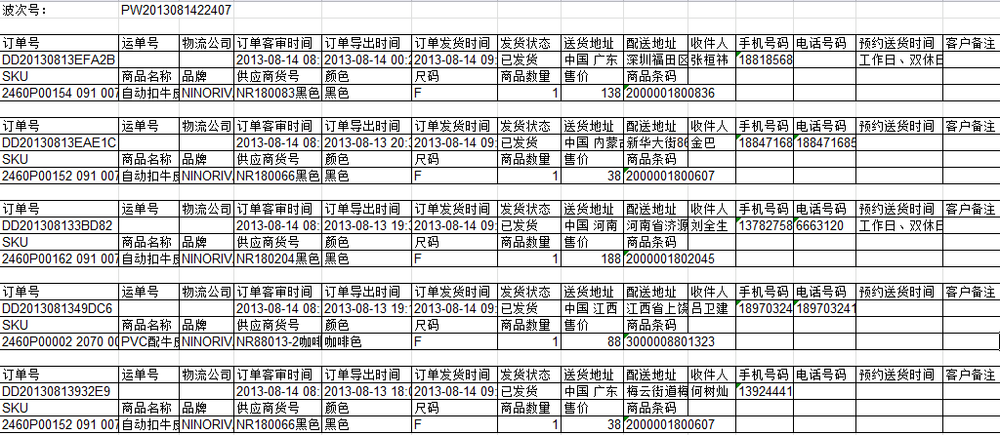 波次号： PW2013081422407
订单号 运单号 物流公司 订单客审时间 订单导出时间 订单发货时间 发货状态 送货地址 配送地址 收件人 手机号码 电话号码 预约送货时间 客户备注
DD20130813EFA2B 2013-08-14 08: 2013-08-14 00:2 2013-08-14 09: 已发货 中国 广东 深圳福田区 张桓祎 18818568 工作日、双休日
SKU 商品名称 品牌 供应商货号 颜色 尺码 商品数量 售价 商品条码
2460P00154 091 007 自动扣牛皮 NINORIVA NR180083黑色 黑色 F 1 138 2000001800836
订单号 运单号 物流公司 订单客审时间 订单导出时间 订单发货时间 发货状态 送货地址 配送地址 收件人 手机号码 电话号码 预约送货时间 客户备注
DD20130813EAE1C 2013-08-14 08: 2013-08-13 20: 2013-08-14 09: 已发货 中国 内蒙古 新华大街86 金巴 18847168 188471685
SKU 商品名称 品牌 供应商货号 颜色 尺码 商品数量 售价 商品条码
2460P00152 091 007 自动扣牛皮 NINORIVA NR180066黑色 黑色 F 1 38 2000001800607
订单号 运单号 物流公司 订单客审时间 订单导出时间 订单发货时间 发货状态 送货地址 配送地址 收件人 手机号码 电话号码 预约送货时间 客户备注
DD201308133BD82 2013-08-14 08: 2013-08-13 19: 2013-08-14 09: 已发货 中国 河南 河南省济源 刘全生 13782758 6663120 工作日、双休日
SKU 商品名称 品牌 供应商货号 颜色 尺码 商品数量 售价 商品条码
2460P00162 091 007 自动扣牛皮 NINORIVA NR180204黑色 黑色 F 1 188 2000001802045
订单号 运单号 物流公司 订单客审时间 订单导出时间 订单发货时间 发货状态 送货地址 配送地址 收件人 手机号码 电话号码 预约送货时间 客户备注
DD2013081349DC6 2013-08-14 08: 2013-08-13 19: 2013-08-14 09: 已发货 中国 江西 江西省上饶 吕卫建 18970324 189703241
SKU 商品名称 品牌 供应商货号 颜色 尺码 商品数量 售价 商品条码
2460P00002 2070 00 PVC配牛皮 NINORIVA NR88013-2咖啡 咖啡色 F 1 88 3000008801323
订单号 运单号 物流公司 订单客审时间 订单导出时间 订单发货时间 发货状态 送货地址 配送地址 收件人 手机号码 电话号码 预约送货时间 客户备注
DD20130813932E9 2013-08-14 08: 2013-08-13 18:0 2013-08-14 09: 已发货 中国 广东 梅云街道梅 何树灿 13924441
SKU 商品名称 品牌 供应商货号 颜色 尺码 商品数量 售价 商品条码
2460P00152 091 007 自动扣牛皮 NINORIVA NR180066黑色 黑色 F 1 38 2000001800607